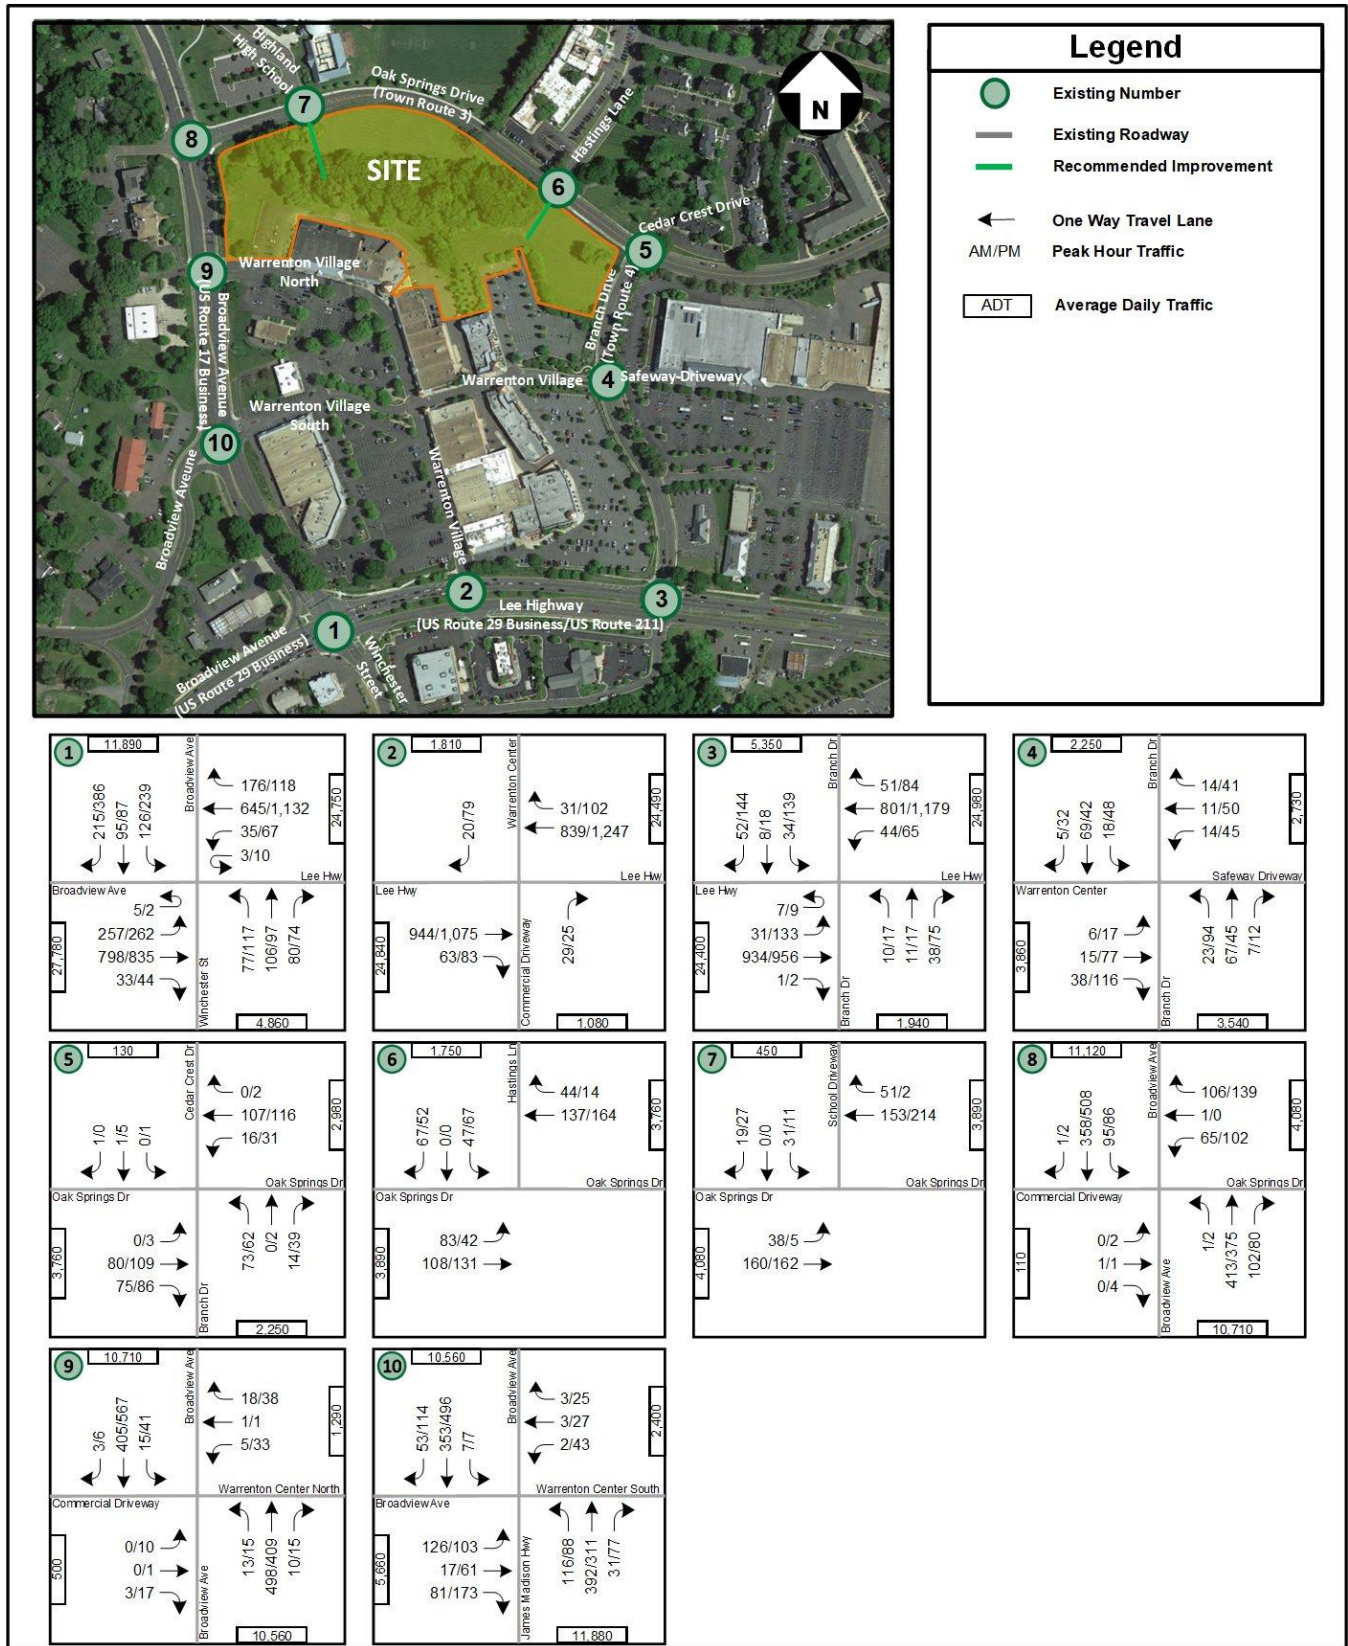 Highland
High School
Oak Springs Drive
(Town Route 3)
Hastings Lane
N
7
8
SITE
6
Cedar Crest Drive
5
9
Warrenton Village
North
Branch Drive
(Town Route 4)
Broadview Avenue
(US Route 17 Business)
Warrenton Village
4
Safeway Driveway
Warrenton Village
South
10
Warrenton Village
Broadview Aveune
2
3
Lee Highway
(US Route 29 Business/US Route 211)
1
Broadview Avenue
(US Route 29 Business)
Winchester
Street
Legend
Existing Number
Existing Roadway
Recommended Improvement
One Way Travel Lane
AM/PM
Peak Hour Traffic
ADT
Average Daily Traffic
1
11,890
Broadview Ave
215/386
95/87
126/239
176/118
645/1,132
35/67
3/10
24,750
Lee Hwy
Broadview Ave
5/2
257/262
798/835
33/44
27,780
Winchester St
77/117
106/97
80/74
4,860
2
1,810
Warrenton Center
20/79
31/102
839/1,247
24,490
Lee Hwy
Lee Hwy
944/1,075
63/83
24,840
Commercial Driveway
29/25
1,080
3
5,350
Branch Dr
52/144
8/18
34/139
51/84
801/1,179
44/65
24,980
Lee Hwy
Lee Hwy
7/9
31/133
934/956
1/2
24,400
Branch Dr
10/17
11/17
38/75
1,940
4
2,250
Branch Dr
5/32
69/42
18/48
14/41
11/50
14/45
2,730
Safeway Driveway
Warrenton Center
6/17
15/77
38/116
3,860
Branch Dr
23/94
67/45
7/12
3,540
5
130
Cedar Crest Dr
1/0
1/5
0/1
0/2
107/116
16/31
2,980
Oak Springs Dr
Oak Springs Dr
0/3
80/109
75/86
3,760
Branch Dr
73/62
0/2
14/39
2,250
6
1,750
Hastings Ln
67/52
0/0
47/67
44/14
137/164
3,760
Oak Springs Dr
Oak Springs Dr
83/42
108/131
3,890
7
450
School Driveway
19/27
0/0
31/11
51/2
153/214
3,890
Oak Springs Dr
Oak Springs Dr
38/5
160/162
4,080
8
11,120
Broadview Ave
1/2
358/508
95/86
106/139
1/0
65/102
4,080
Oak Springs Dr
Commercial Driveway
0/2
1/1
0/4
110
Broadview Ave
1/2
413/375
102/80
10,710
9
10,710
Broadview Ave
3/6
405/567
15/41
18/38
1/1
5/33
1,290
Warrenton Center North
Commercial Driveway
0/10
0/1
3/17
500
Broadview Ave
13/15
498/409
10/15
10,560
10
10,560
Broadview Ave
53/114
353/496
7/7
3/25
3/27
2/43
2,400
Warrenton Center South
Broadview Ave
126/103
17/61
81/173
5,660
James Madison Hwy
116/88
392/311
31/77
11,880